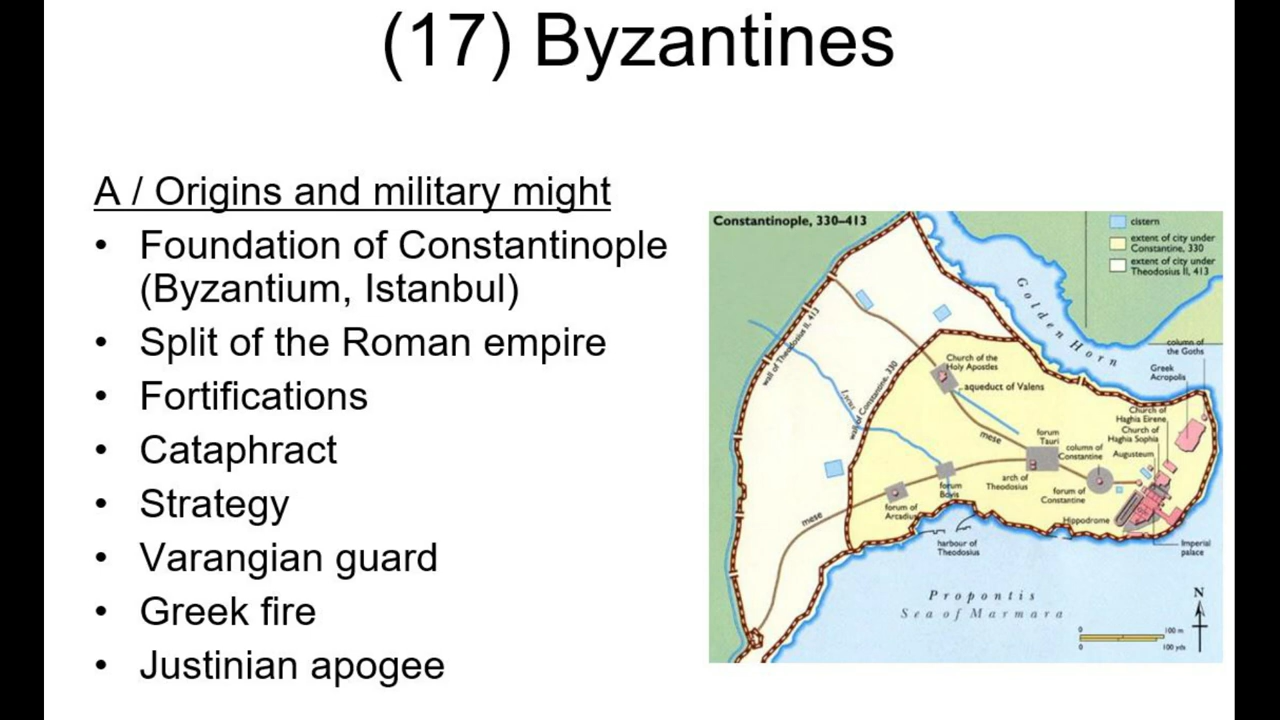 (17) Byzantines
A / Origins and military might
• Foundation of Constantinople
(Byzantium, Istanbul)
• Split of the Roman empire
• Fortifications
• Cataphract
• Strategy
• Varangian guard
• Greek fire
• Justinian apogee
Constantinople, 330–413
cistern
extent of city under
Constantine, 330
extent of city under
Theodosius II, 413
Golden Horn
column of
the Goths
Greek
Acropolis
wall of Theodosius II, 413
Lycus
wall of Constantine, 330
Church of the
Holy Apostles
aqueduct of Valens
mese
forum
Tauri
column of
Constantine
Church of
Haghia Eirene
Church of
Haghia Sophia
Augusteum
arch of
Theodosius
forum of
Constantine
forum
Bovis
forum of
Arcadius
mese
Hippodrome
harbour of
Theodosius
Imperial
palace
Propontis
Sea of Marmara
N
0 100 m
0 100 yds